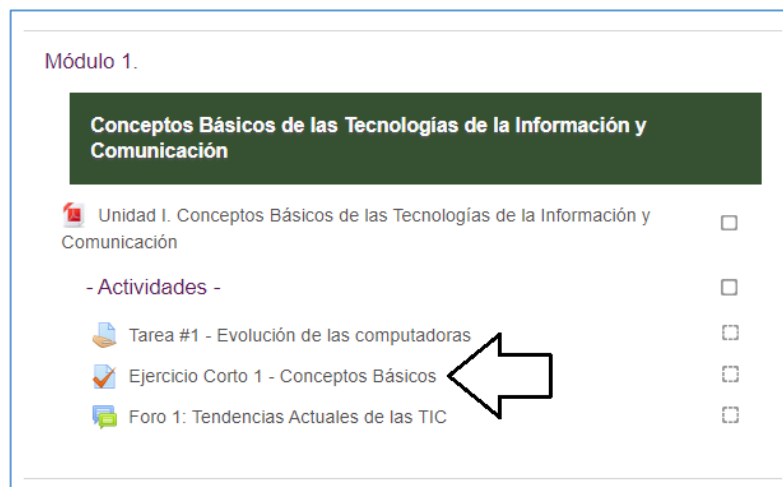 Módulo 1.
Conceptos Básicos de las Tecnologías de la Información y
Comunicación
Unidad I. Conceptos Básicos de las Tecnologías de la Información y
Comunicación
- Actividades -
Tarea #1 - Evolución de las computadoras
Ejercicio Corto 1 - Conceptos Básicos
Foro 1: Tendencias Actuales de las TIC